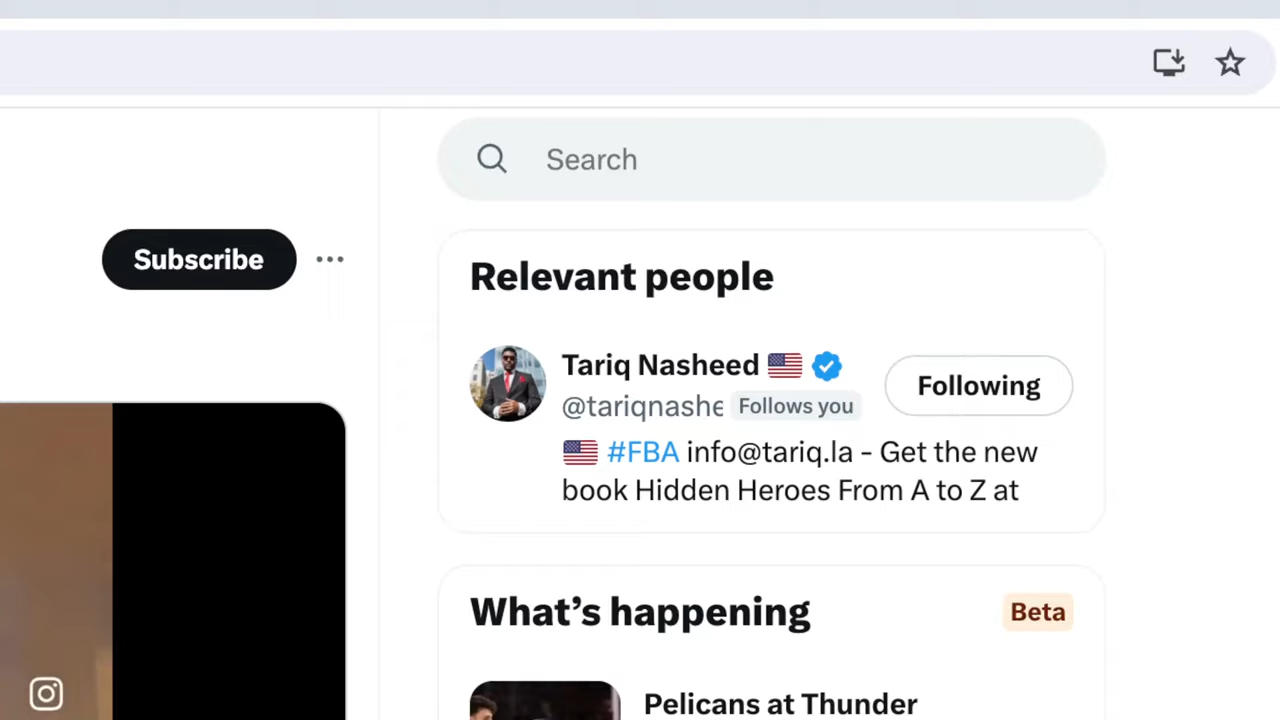 Search
Subscribe
Relevant people
Tariq Nasheed
@tariqnashe Follows you
Following
#FBA info@tariq.la - Get the new
book Hidden Heroes From A to Z at
What's happening
Beta
Pelicans at Thunder